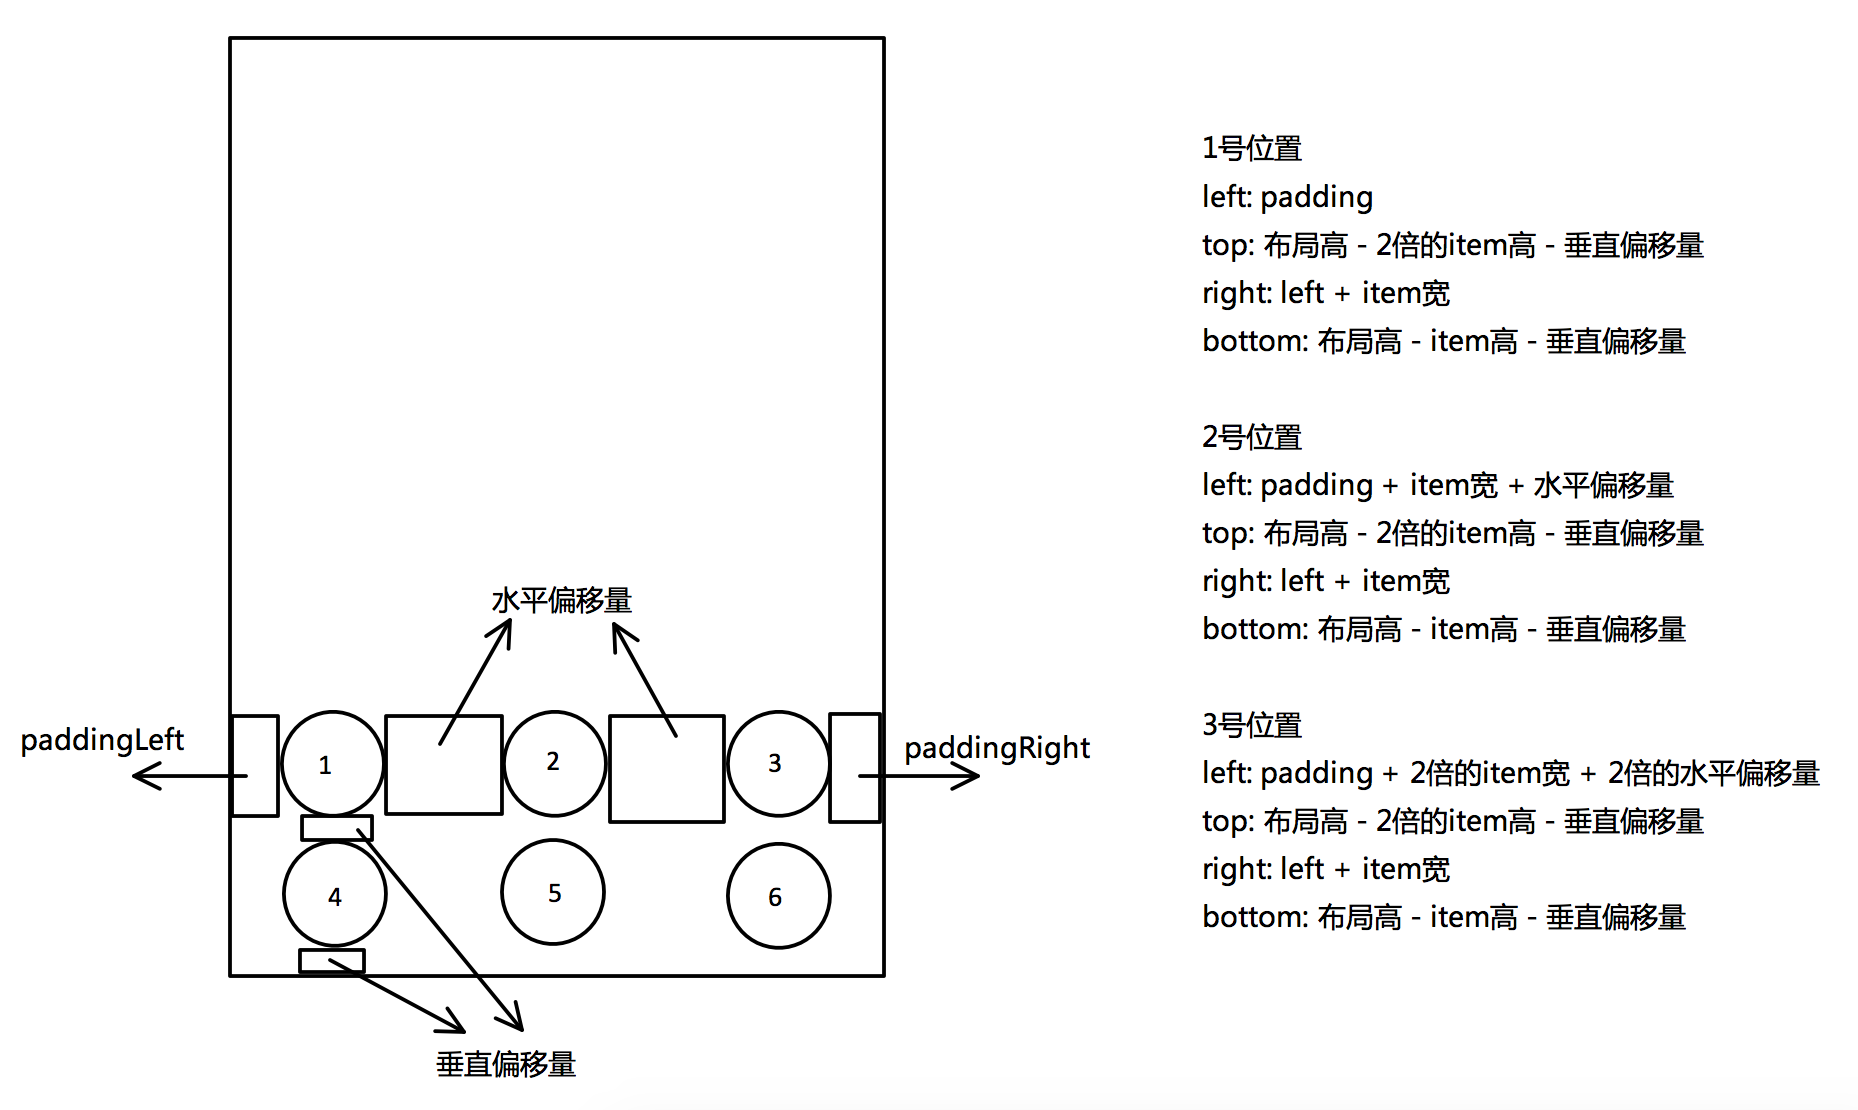 水平偏移量
paddingLeft
paddingRight
1
2
3
4
5
6
垂直偏移量
1号位置
left: padding
top: 布局高 - 2倍的item高 - 垂直偏移量
right: left + item宽
bottom: 布局高 - item高 - 垂直偏移量
2号位置
left: padding + item宽 + 水平偏移量
top: 布局高 - 2倍的item高 - 垂直偏移量
right: left + item宽
bottom: 布局高 - item高 - 垂直偏移量
3号位置
left: padding + 2倍的item宽 + 2倍的水平偏移量
top: 布局高 - 2倍的item高 - 垂直偏移量
right: left + item宽
bottom: 布局高 - item高 - 垂直偏移量